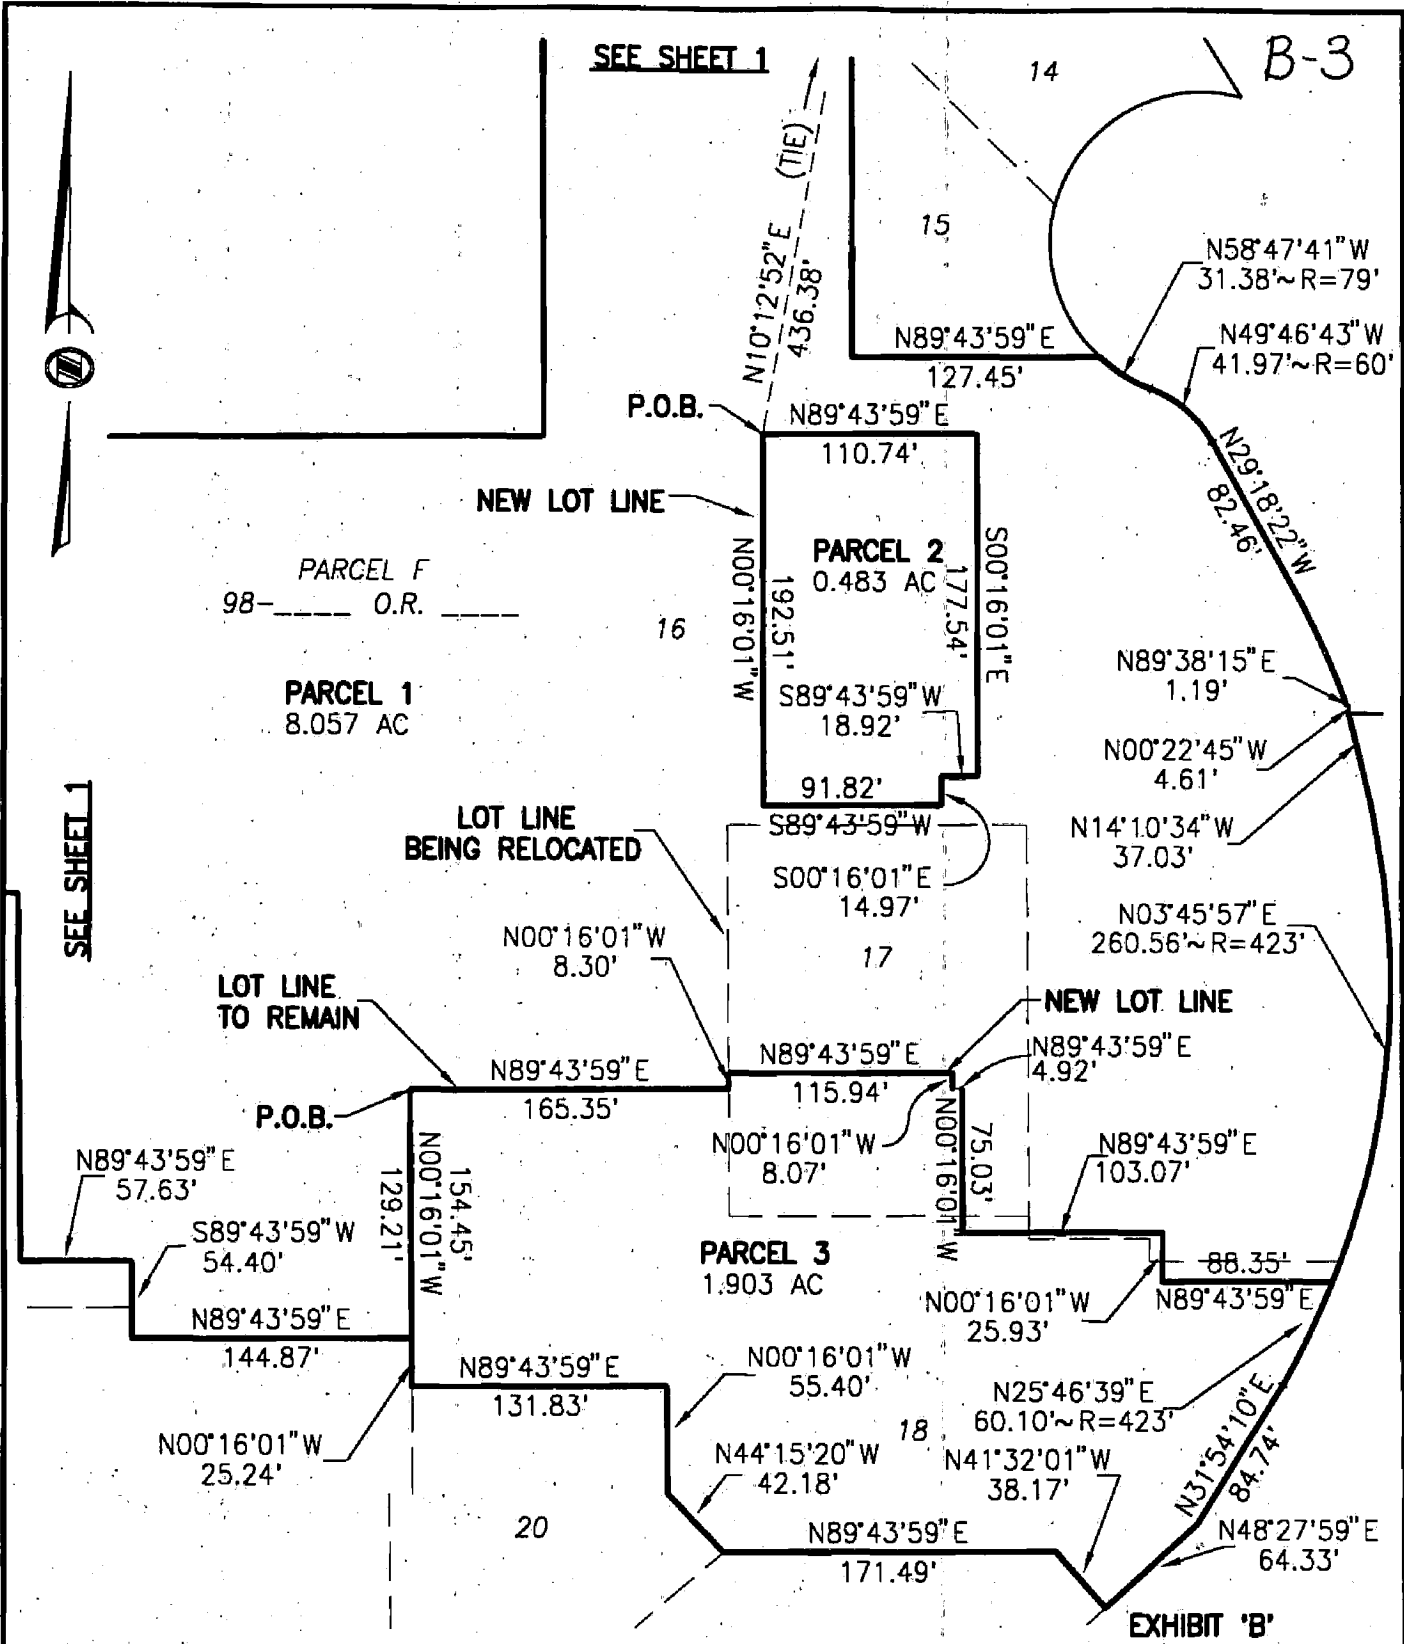 SEE SHEET 1
B-3
14
15
(TIE)
N10°12'52"E
436.38'
N58°47'41"W
31.38'~R=79'
N49°46'43"W
41.97'~R=60'
N89°43'59"E
127.45'
P.O.B.
N89°43'59"E
110.74'
N29°18'22"W
82.46'
NEW LOT LINE
PARCEL 2
0.483 AC
N00°16'01"W
192.51'
S00°16'01"E
177.54'
PARCEL F
98-____ O.R. ____
16
S89°43'59"W
18.92'
N89°38'15"E
1.19'
PARCEL 1
8.057 AC
N00°22'45"W
4.61'
91.82'
S89°43'59"W
N14°10'34"W
37.03'
SEE SHEET 1
LOT LINE
BEING RELOCATED
S00°16'01"E
14.97'
N03°45'57"E
260.56'~R=423'
N00°16'01"W
8.30'
17
LOT LINE
TO REMAIN
NEW LOT LINE
N89°43'59"E
4.92'
N89°43'59"E
115.94'
N89°43'59"E
165.35'
P.O.B.
N00°16'01"W
8.07'
N00°16'01"W
75.03'
N89°43'59"E
103.07'
N89°43'59"E
57.63'
N00°16'01"W
129.21'
154.45'
S89°43'59"W
54.40'
PARCEL 3
1.903 AC
88.35'
N89°43'59"E
N00°16'01"W
25.93'
N89°43'59"E
144.87'
N89°43'59"E
131.83'
N00°16'01"W
55.40'
N25°46'39"E
60.10'~R=423'
N31°54'10"E
84.74'
18
N00°16'01"W
25.24'
N44°15'20"W
42.18'
N41°32'01"W
38.17'
20
N89°43'59"E
171.49'
N48°27'59"E
64.33'
EXHIBIT 'B'